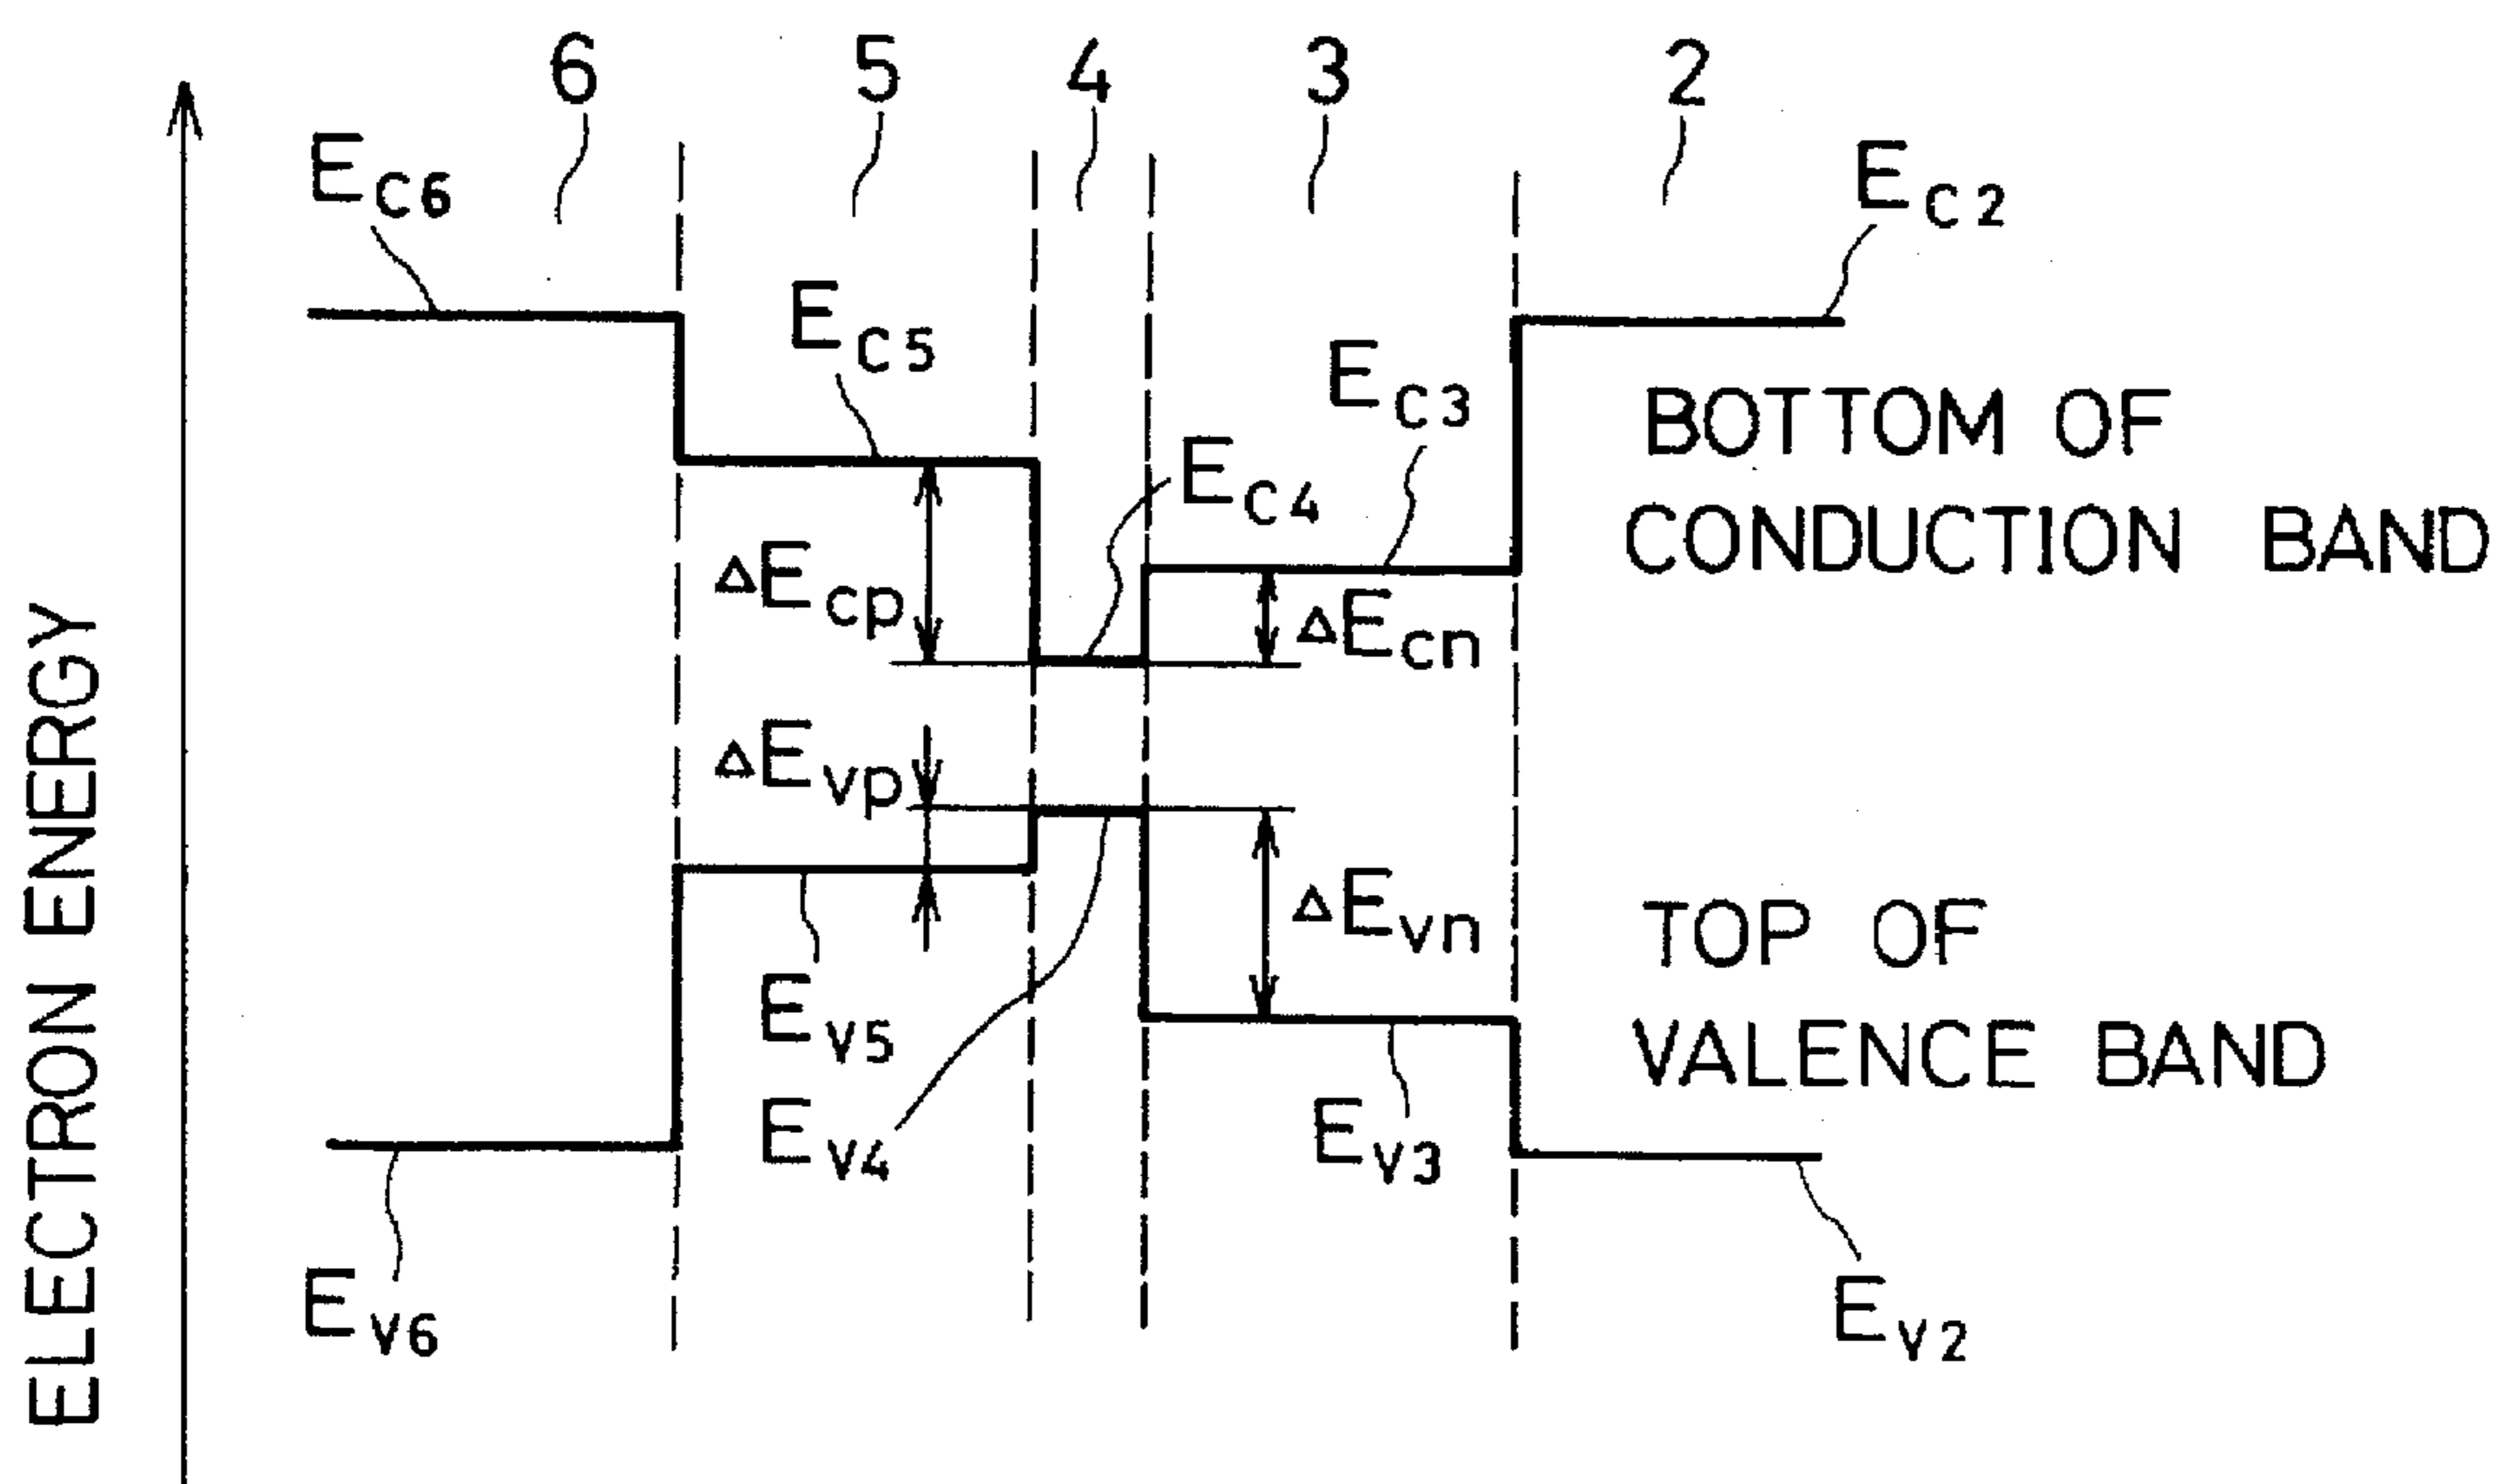 6 5 4 3 2
E_C6
E_C2
E_C5
E_C3
E_C4
BOTTOM OF
CONDUCTION BAND
ΔE_cp
ΔE_cn
ΔE_vp
ΔE_vn
TOP OF
VALENCE BAND
E_V5
E_V4
E_V3
E_V6
E_V2
ELECTRON ENERGY